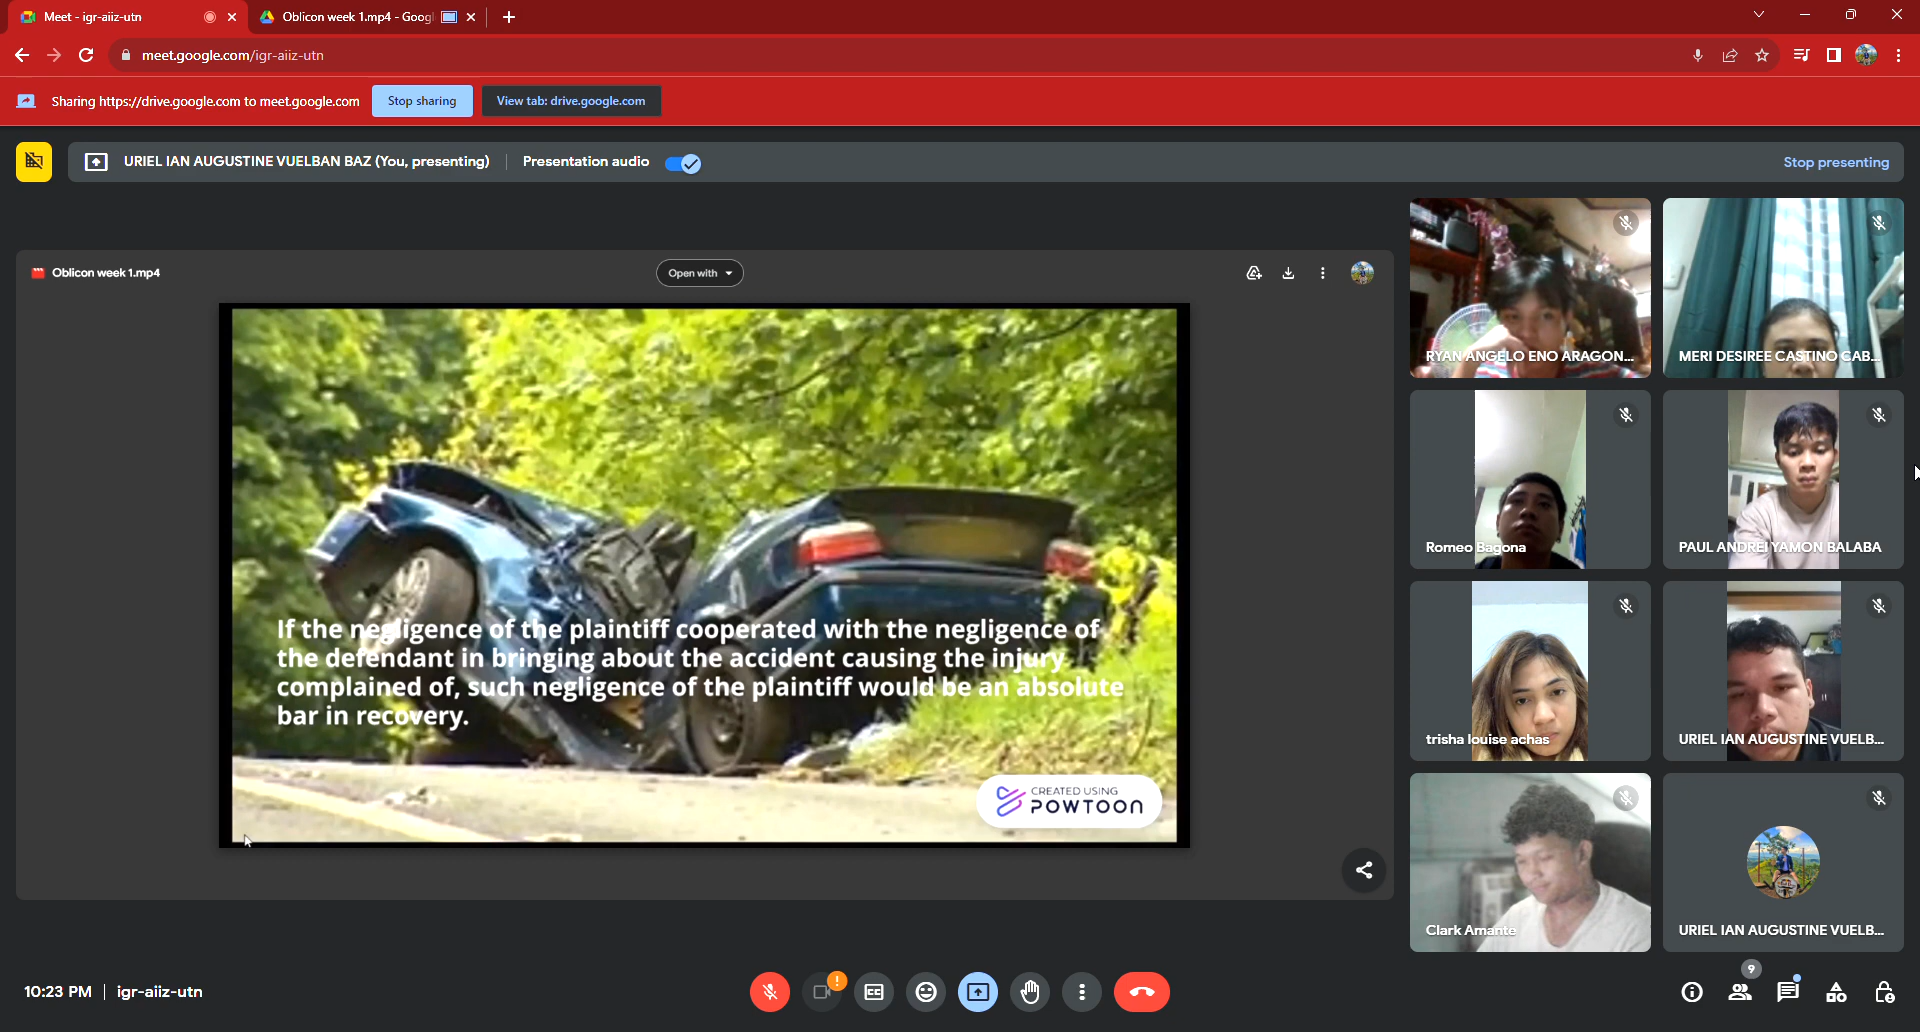 Meet - igr-aiiz-utn
Oblicon week 1.mp4 - Googl
meet.google.com/igr-aiiz-utn
Sharing https://drive.google.com to meet.google.com
Stop sharing
View tab: drive.google.com
URIEL IAN AUGUSTINE VUELBAN BAZ (You, presenting)
Presentation audio
Stop presenting
Oblicon week 1.mp4
Open with
If the negligence of the plaintiff cooperated with the negligence of
the defendant in bringing about the accident causing the injury
complained of, such negligence of the plaintiff would be an absolute
bar in recovery.
CREATED USING
POWTOON
RYAN ANGELO ENO ARAGON...
MERI DESIREE CASTINO CAB...
Romeo Bagona
PAUL ANDREI YAMON BALABA
trisha louise achas
URIEL IAN AUGUSTINE VUELB...
Clark Amante
URIEL IAN AUGUSTINE VUELB...
10:23 PM | igr-aiiz-utn
CC
9